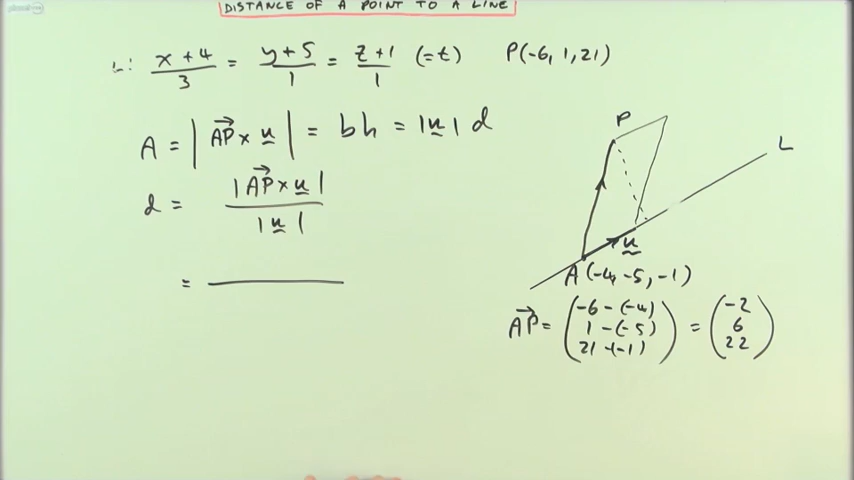 DISTANCE OF A POINT TO A LINE
L: (x+4)/3 = (y+5)/1 = (z+1)/1 (=t) P(-6, 1, 21)
A = | AP⃗ × u | = bh = |u| d
d = |AP⃗ × u| / |u|
=
P
L
u
A(-4, -5, -1)
AP⃗ = (-6-(-4)
1-(-5)
21-(-1)) = (-2
6
22)